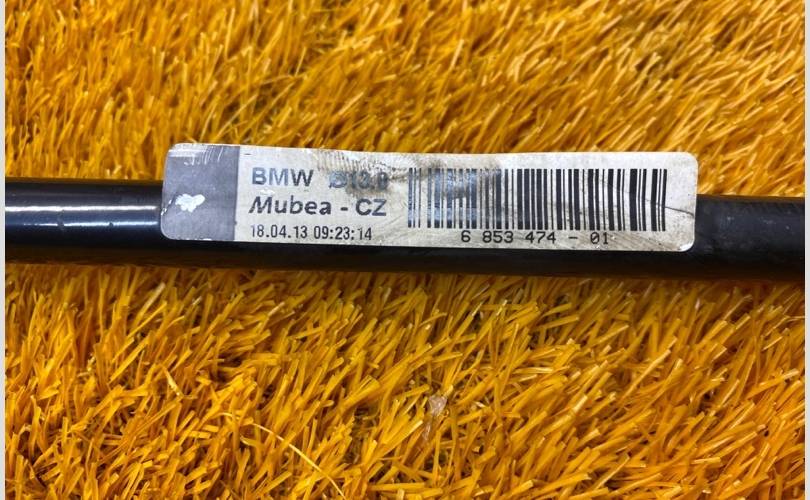 BMW
Mubea - CZ
18.04.13 09:23:14
6 853 474 - 01